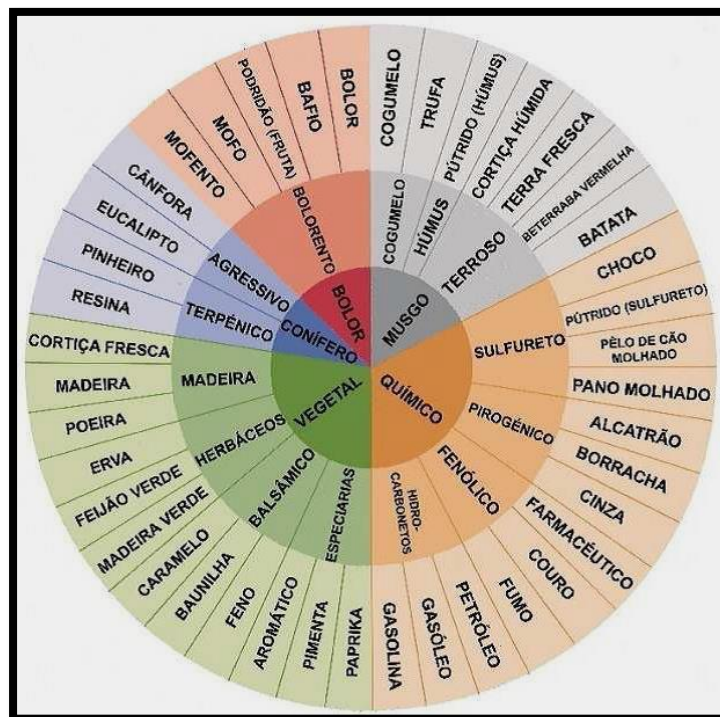 BOLOR
MUSGO
QUÍMICO
VEGETAL
CONÍFERO
BOLORENTO
COGUMELO
HÚMUS
TERROSO
SULFURETO
PIROGÉNICO
FENÓLICO
HIDRO-
CARBONETOS
ESPECIARIAS
BALSÂMICO
HERBÁCEOS
MADEIRA
TERPÉNICO
AGRESSIVO
COGUMELO
TRUFA
PÚTRIDO (HÚMUS)
CORTIÇA HÚMIDA
TERRA FRESCA
BETERRABA VERMELHA
BATATA
CHOCO
PÚTRIDO (SULFURETO)
PÊLO DE CÃO
MOLHADO
PANO MOLHADO
ALCATRÃO
BORRACHA
CINZA
FARMACÉUTICO
COURO
FUMO
PETRÓLEO
GASÓLEO
GASOLINA
PAPRIKA
PIMENTA
AROMÁTICO
FENO
BAUNILHA
CARAMELO
MADEIRA VERDE
FEIJÃO VERDE
ERVA
POEIRA
MADEIRA
CORTIÇA FRESCA
RESINA
PINHEIRO
EUCALIPTO
CÂNFORA
MOFENTO
MOFO
PODRIDÃO (FRUTA)
BAFIO
BOLOR